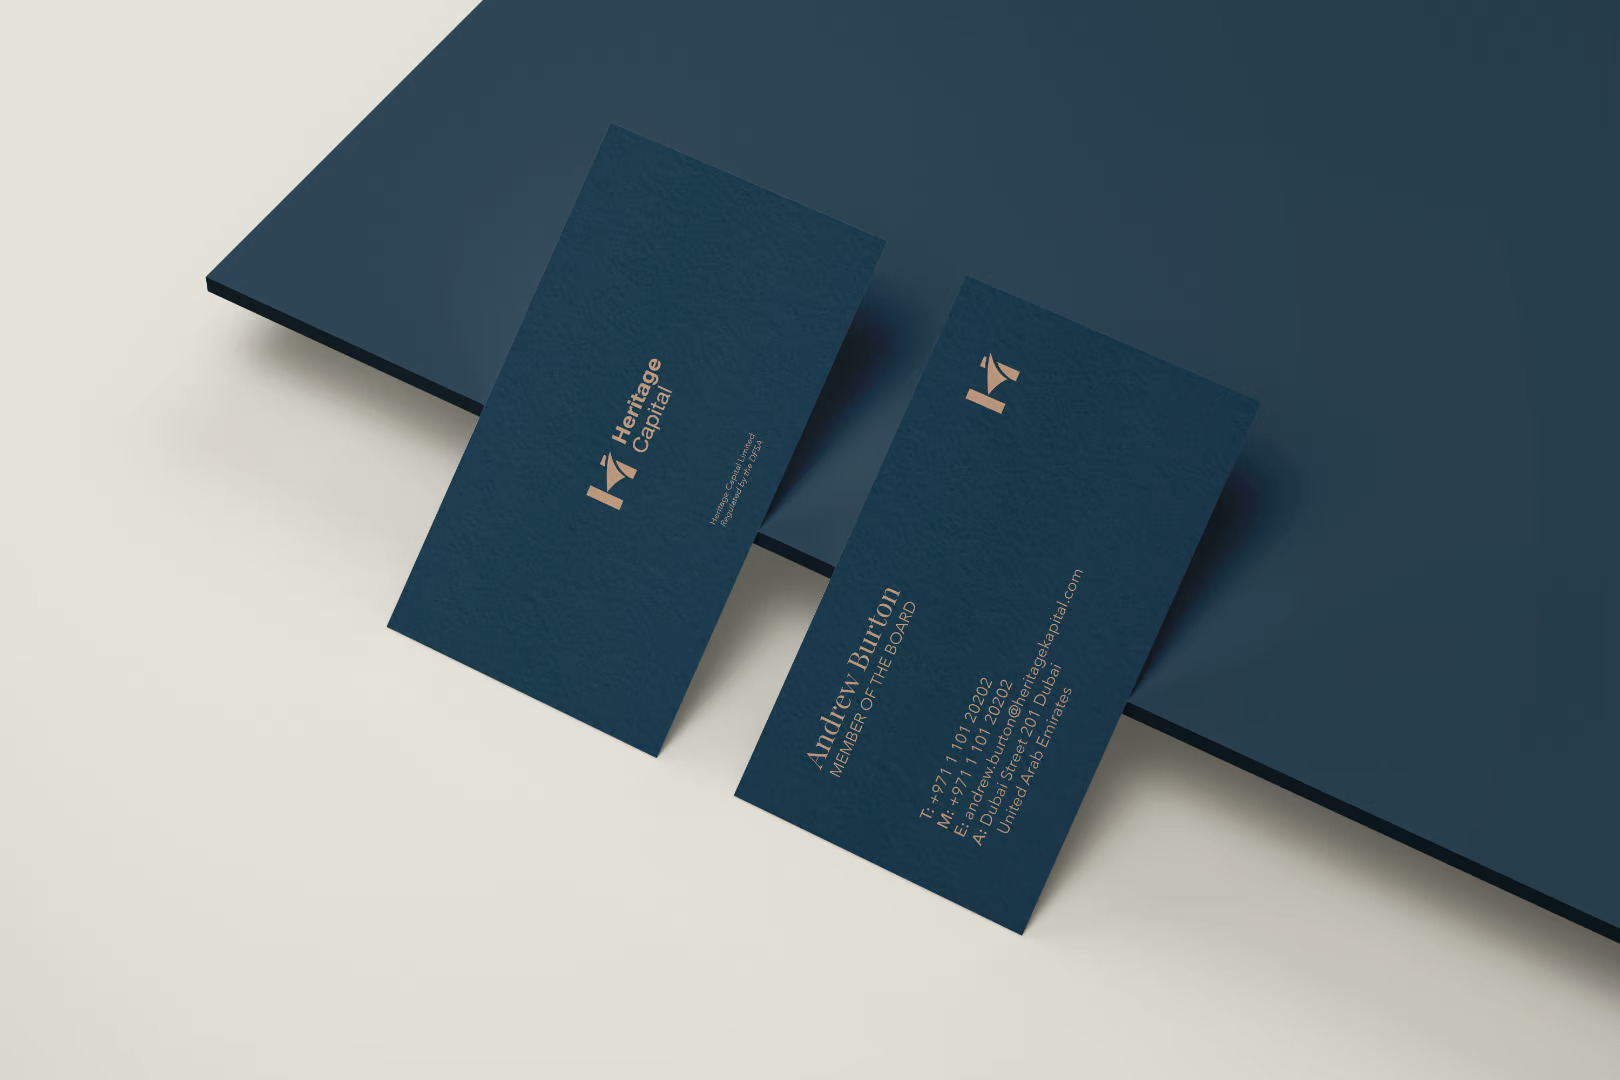 Heritage
Capital
Heritage Capital Limited
Regulated by the DFSA
Andrew Burton
MEMBER OF THE BOARD
T: +971 1 101 20202
M: +971 1 101 20202
E: andrew.burton@heritagekapital.com
A: Dubai Street 201 Dubai
United Arab Emirates